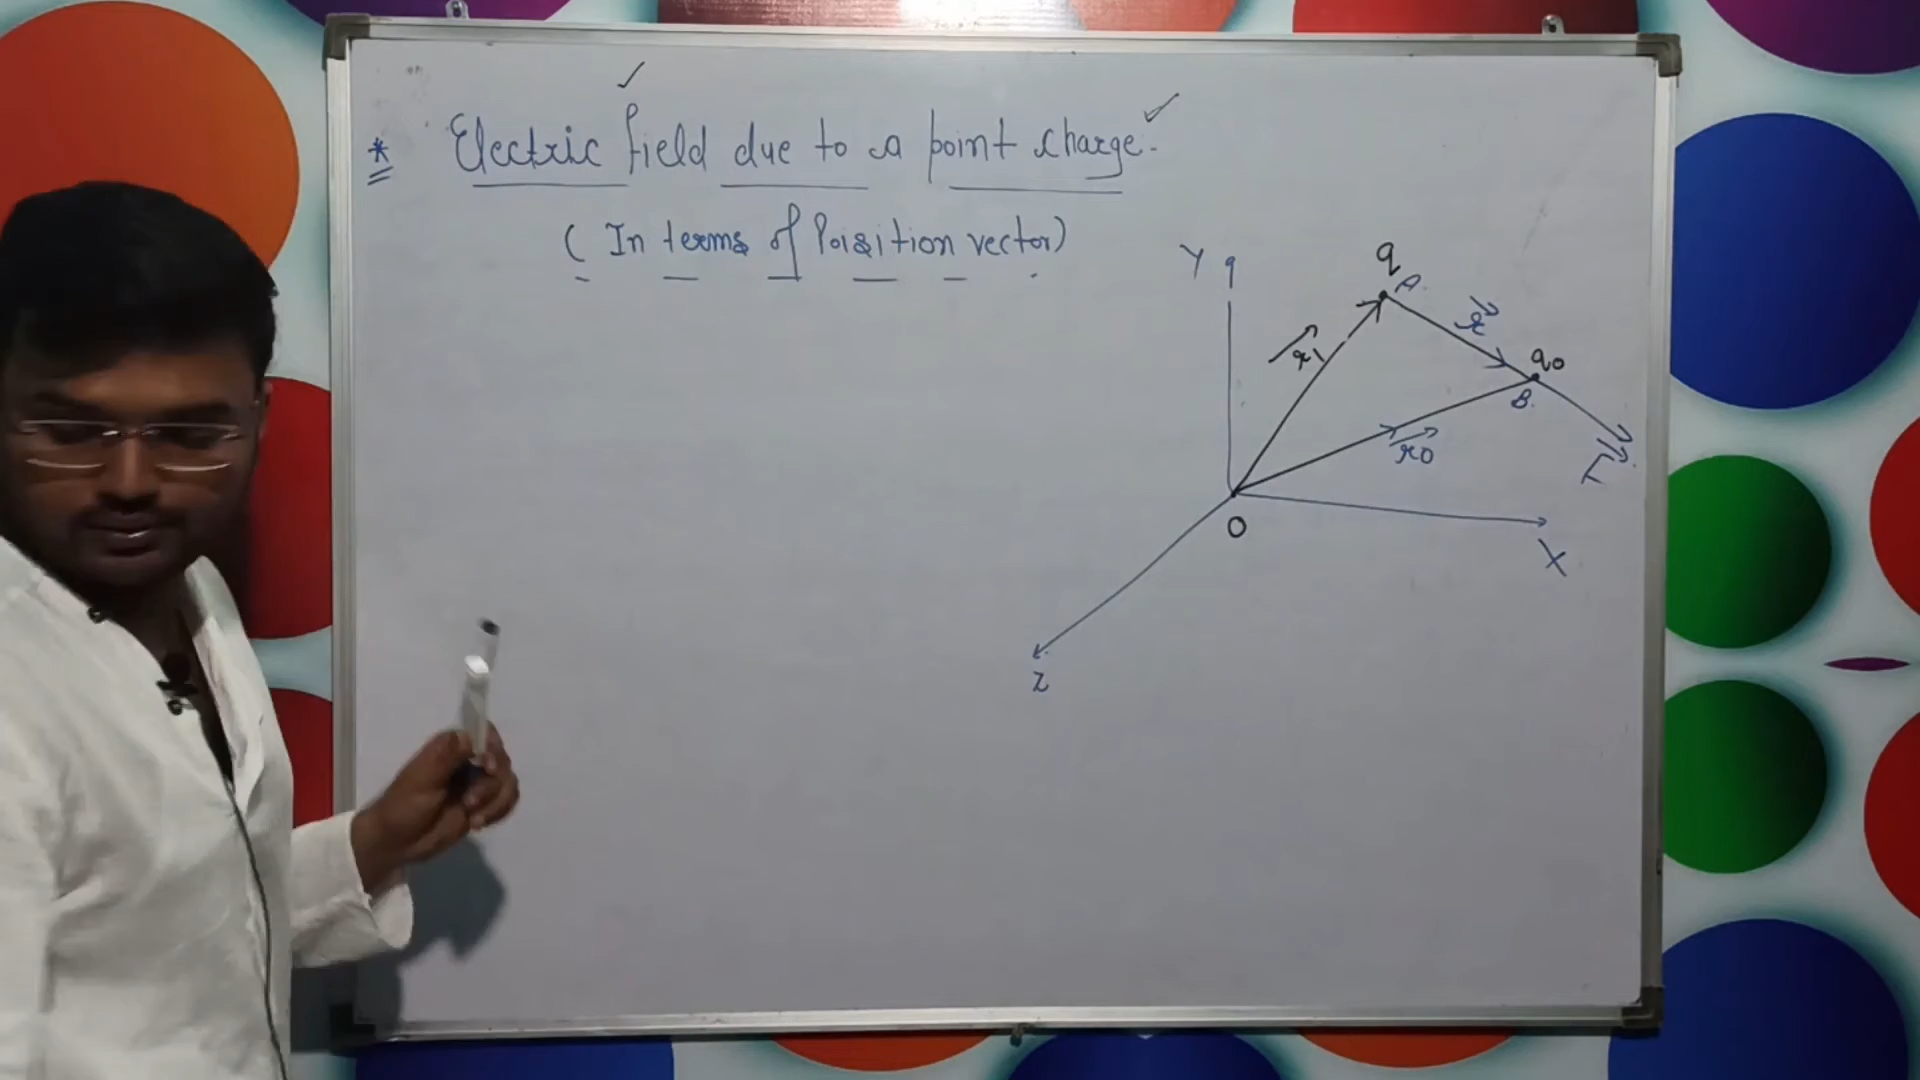 * Electric field due to a point charge.
( In terms of Poisition vector)
Y
q
A
r
q0
B
r1
r0
F
O
X
Z